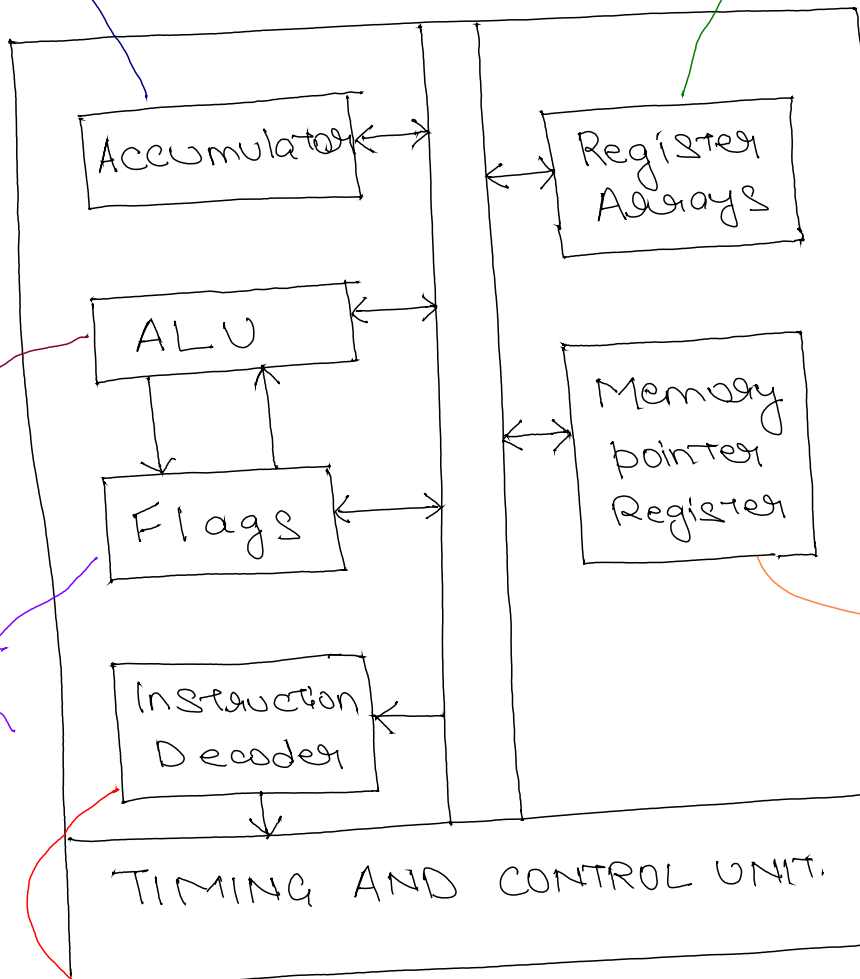 Accumulator
Register
Arrays
ALU
Memory
pointer
Register
Flags
Instruction
Decoder
TIMING AND CONTROL UNIT.